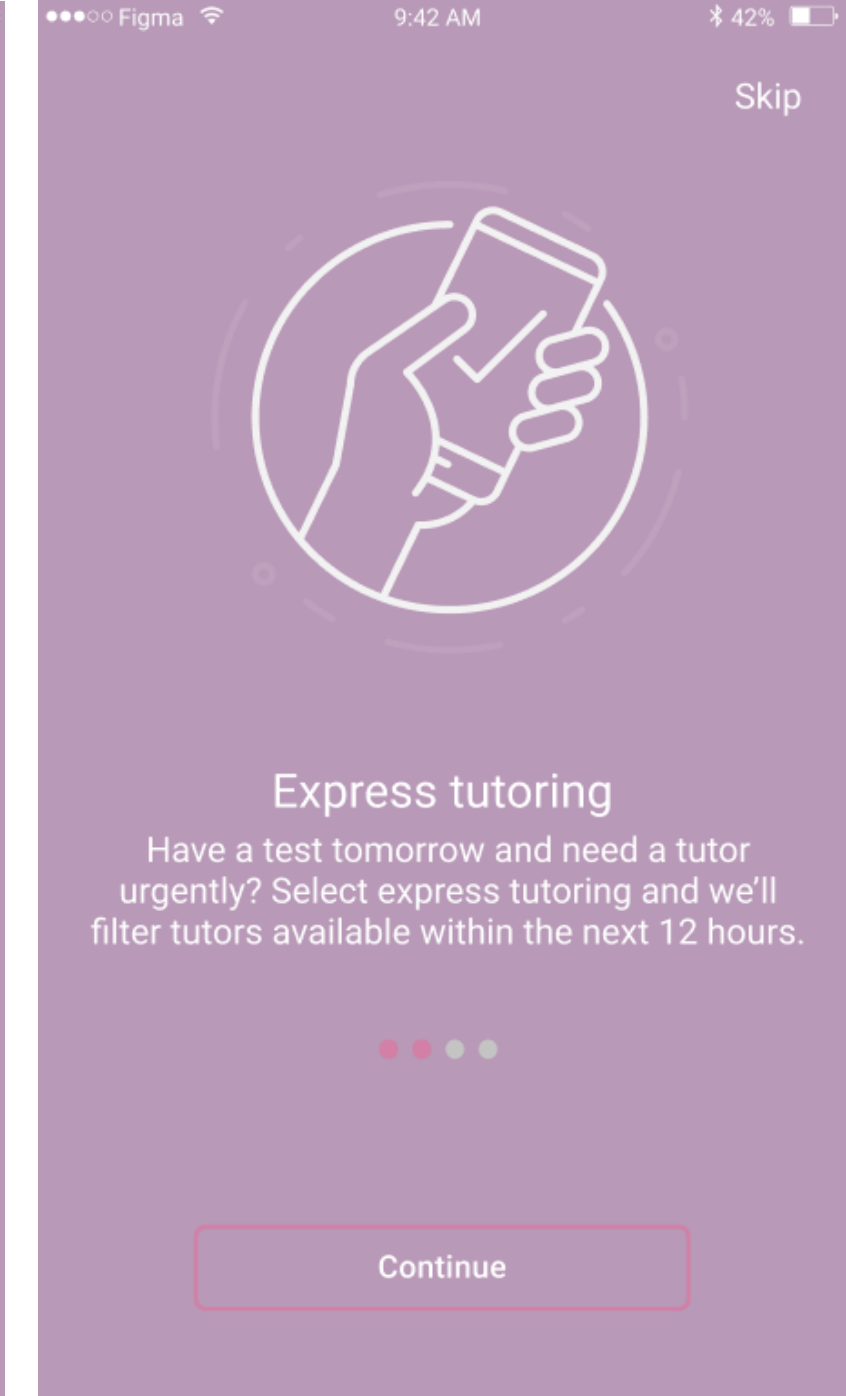 Figma 9:42 AM 42%
Skip
Express tutoring
Have a test tomorrow and need a tutor
urgently? Select express tutoring and we’ll
filter tutors available within the next 12 hours.
Continue